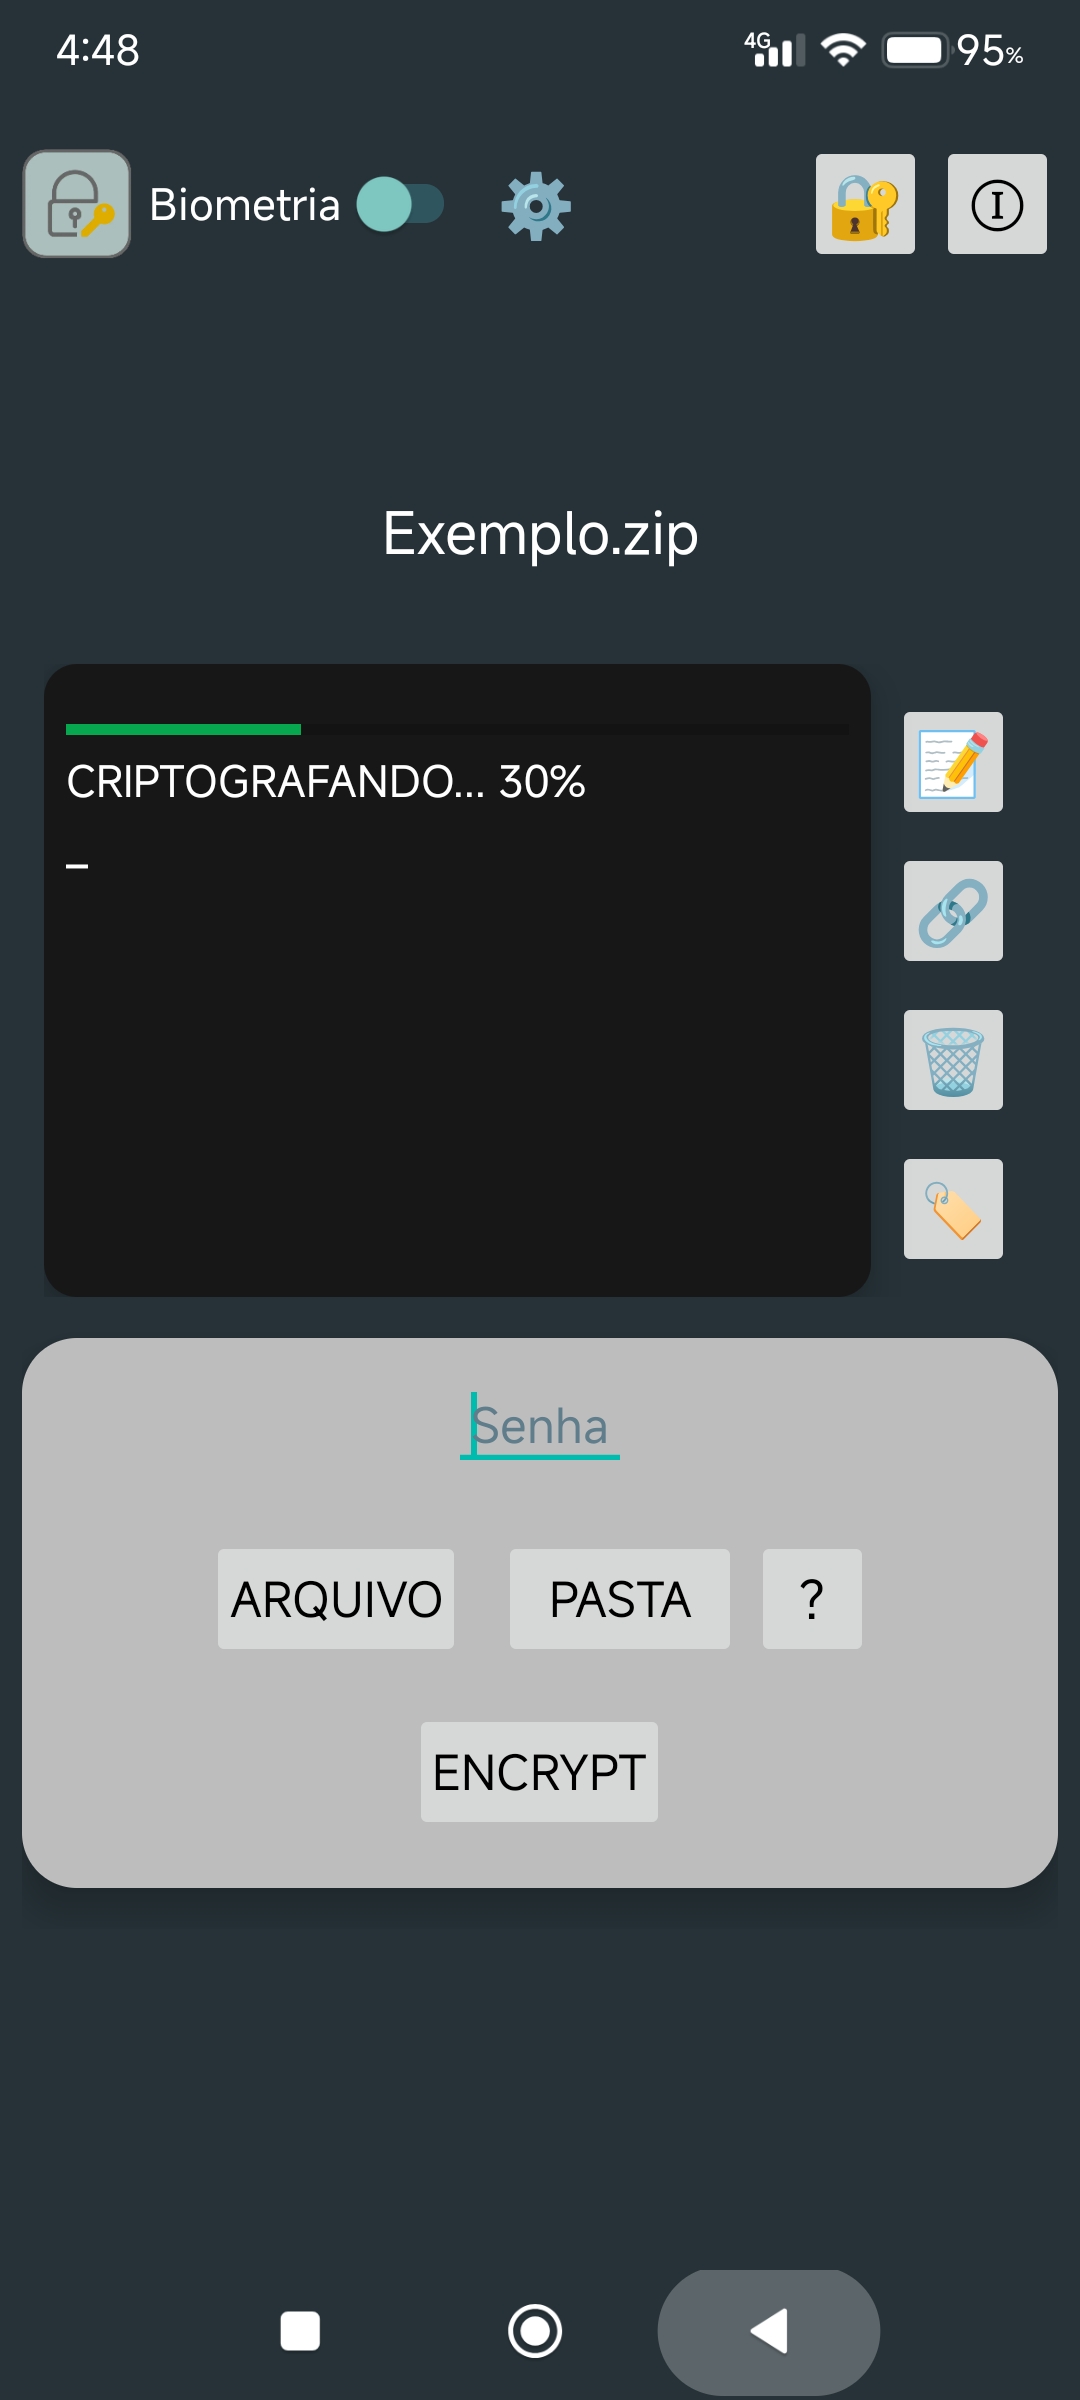 4:48
4G 95%
Biometria
I
Exemplo.zip
CRIPTOGRAFANDO... 30%
_
Senha
ARQUIVO PASTA ?
ENCRYPT